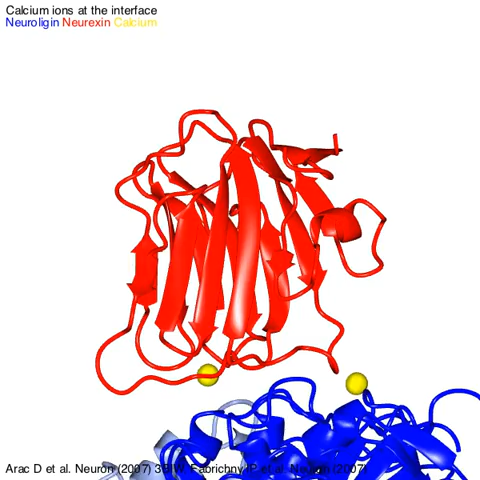 Calcium ions at the interface
Neuroligin Neurexin Calcium
Arac D et al. Neuron (2007) 3BIW Fabrichny IP et al. Neuron (2007)